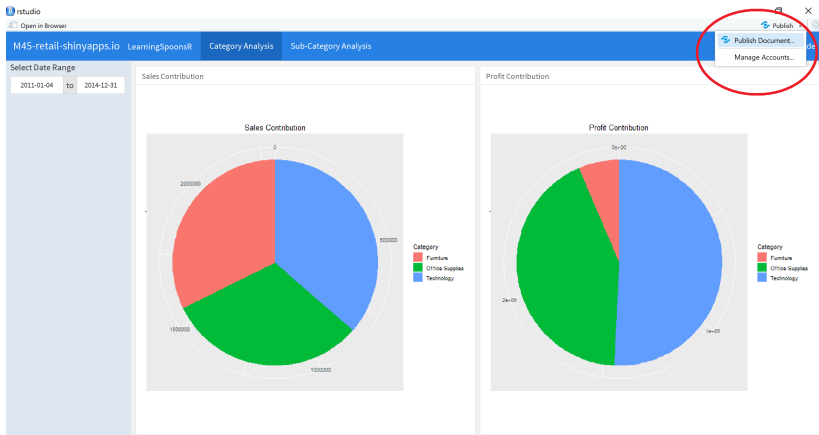 rstudio
Open in Browser
Publish
M45-retail-shinyapps.io LearningSpoonsR Category Analysis Sub-Category Analysis
Publish Document...
Manage Accounts...
Select Date Range
2011-01-04 to 2014-12-31
Sales Contribution
Profit Contribution
Sales Contribution
0
2000000
500000
1500000
1000000
Category
Furniture
Office Supplies
Technology
Profit Contribution
0e+00
2e+05
1e+05
Category
Furniture
Office Supplies
Technology